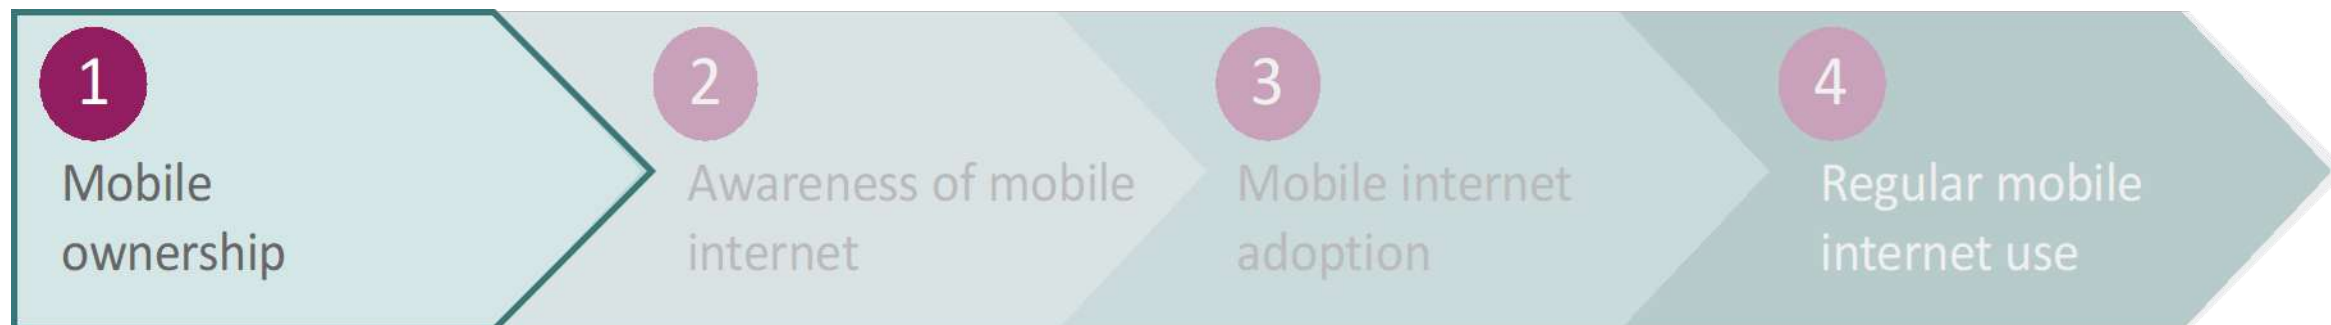 1
Mobile
ownership
2
Awareness of mobile
internet
3
Mobile internet
adoption
4
Regular mobile
internet use